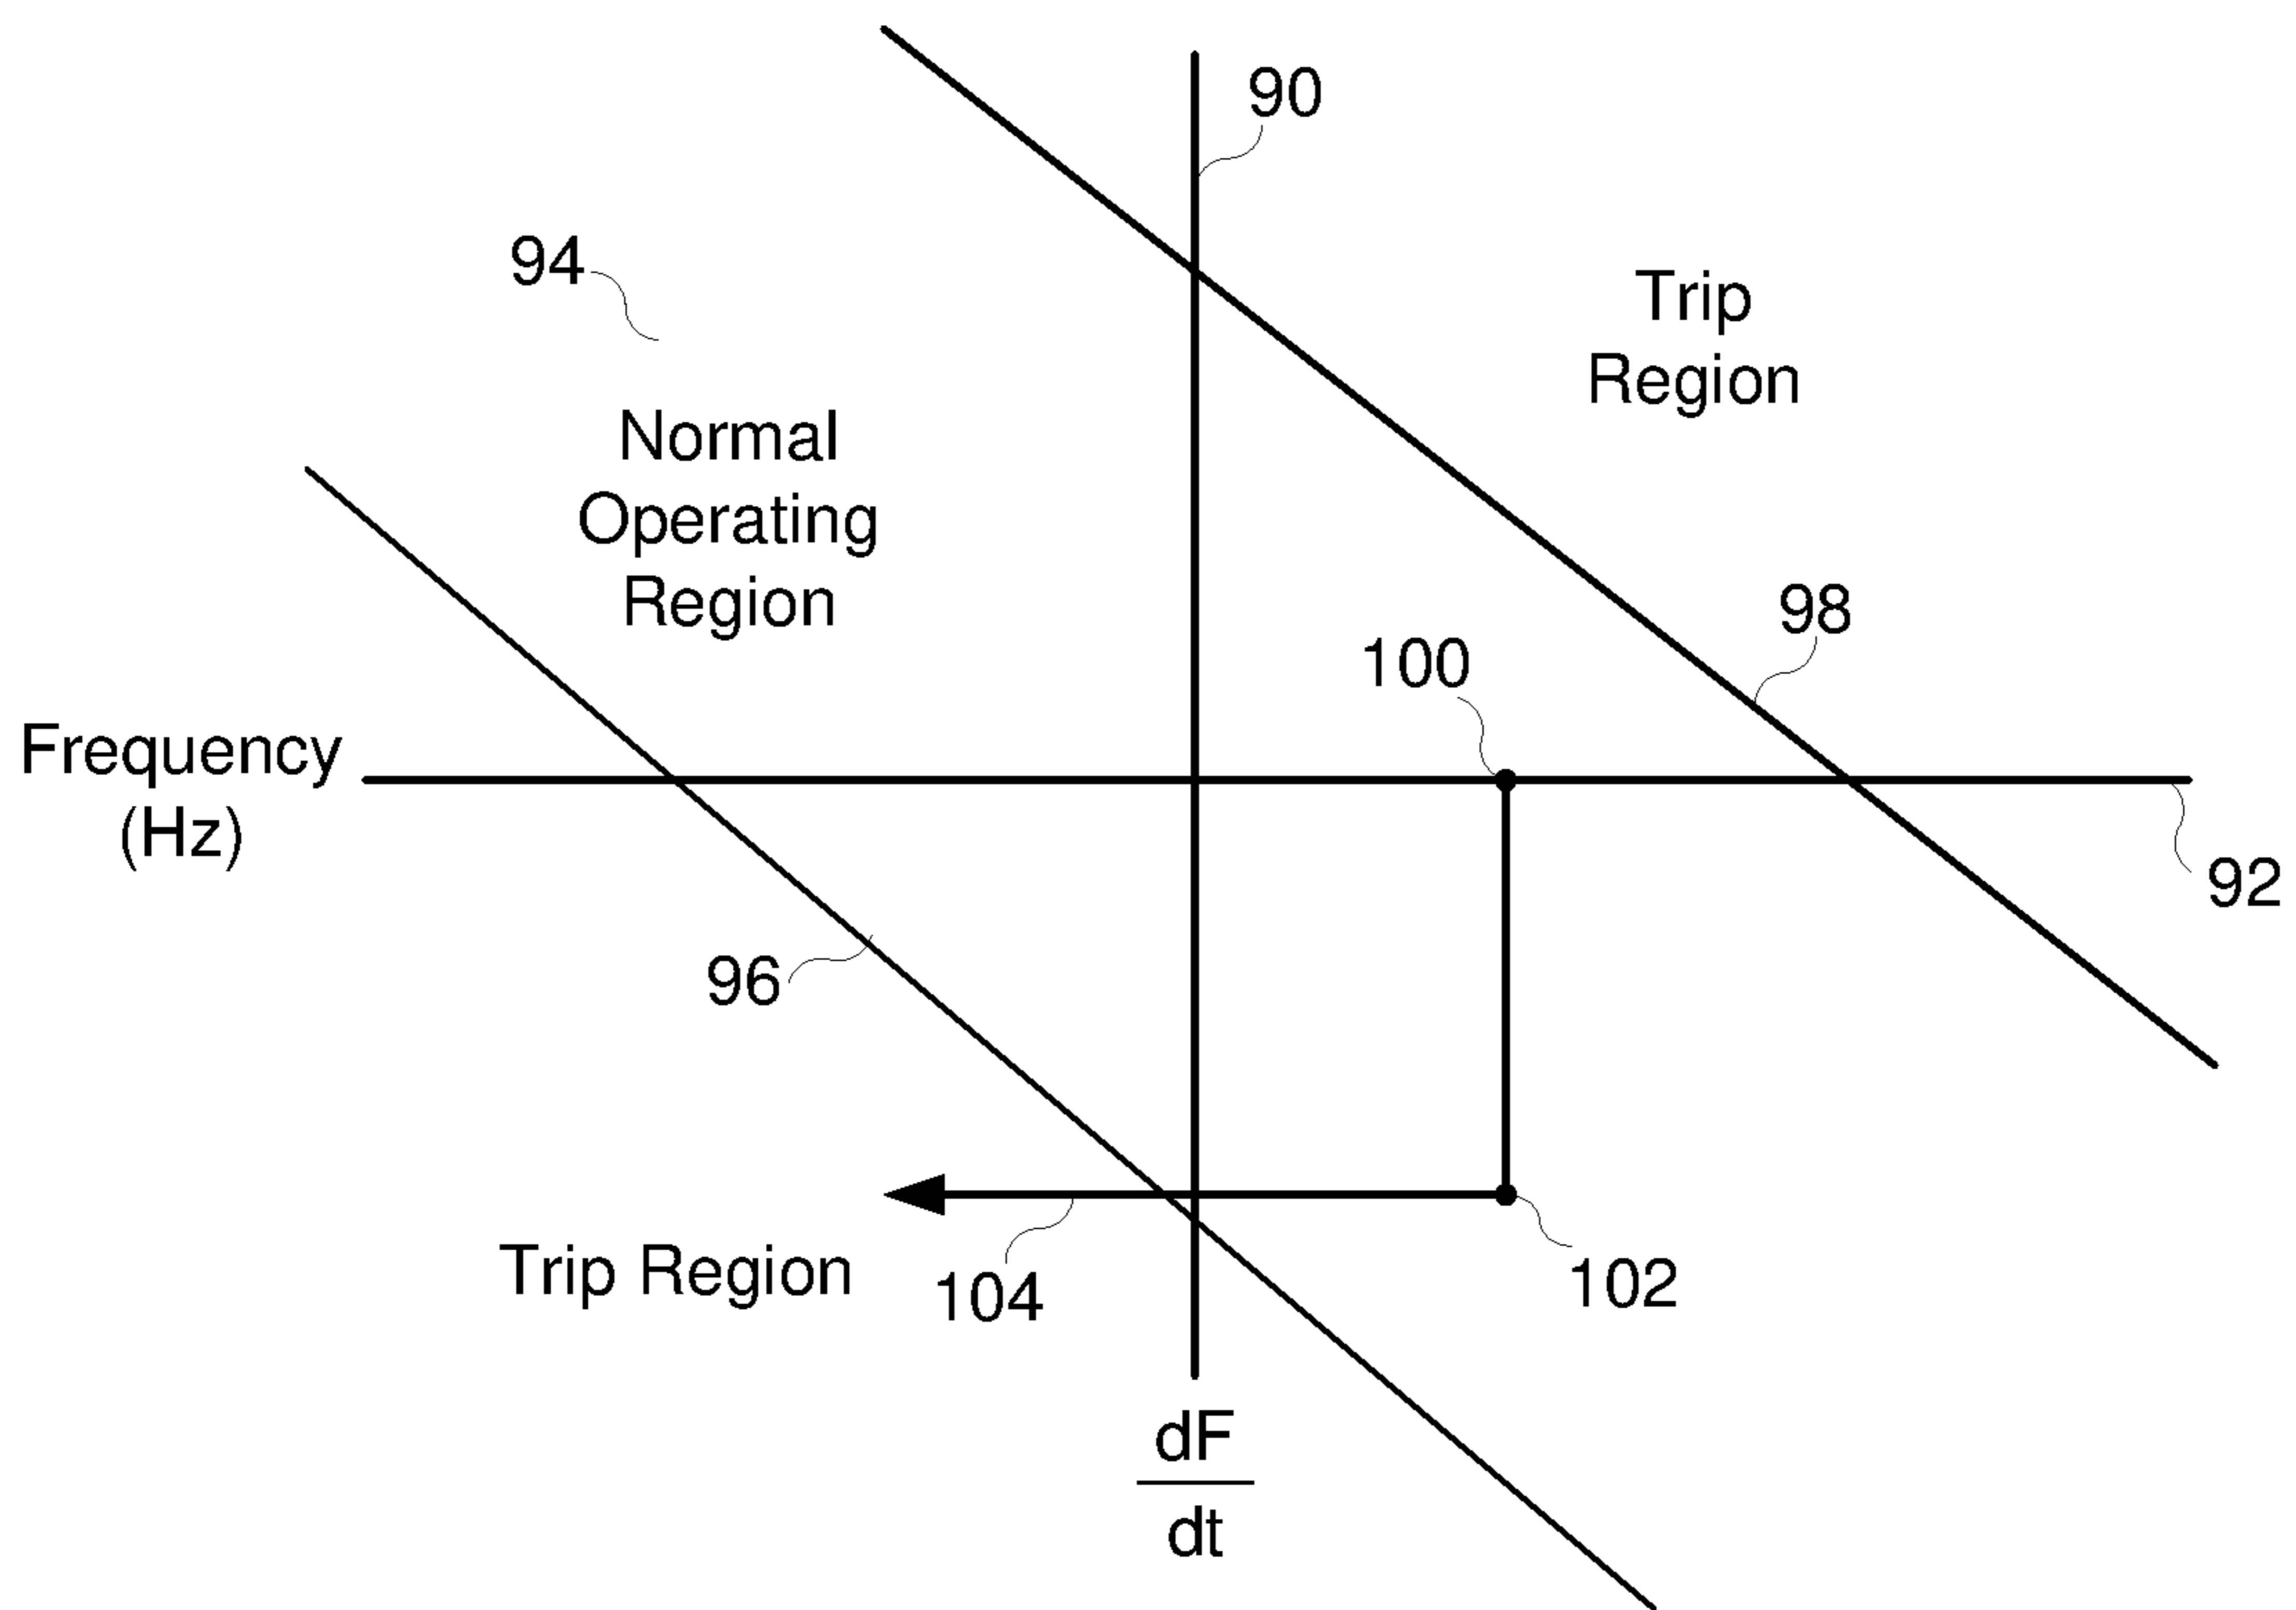 90
94
Trip
Region
Normal
Operating
Region
98
100
Frequency
(Hz)
92
96
Trip Region
104
102
dF
dt